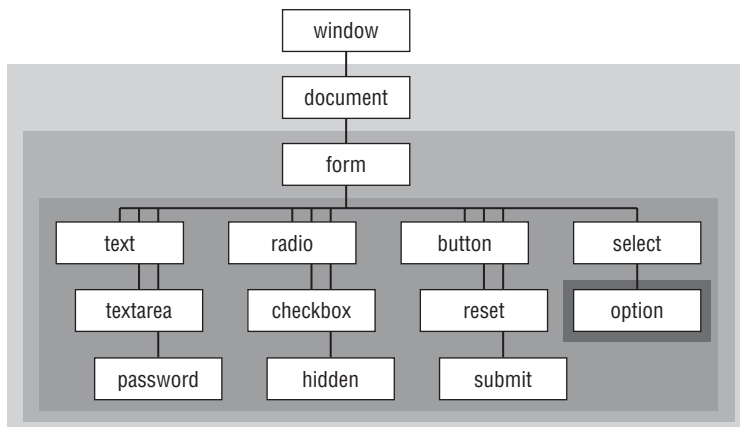 window
document
form
text
radio
button
select
textarea
checkbox
reset
option
password
hidden
submit